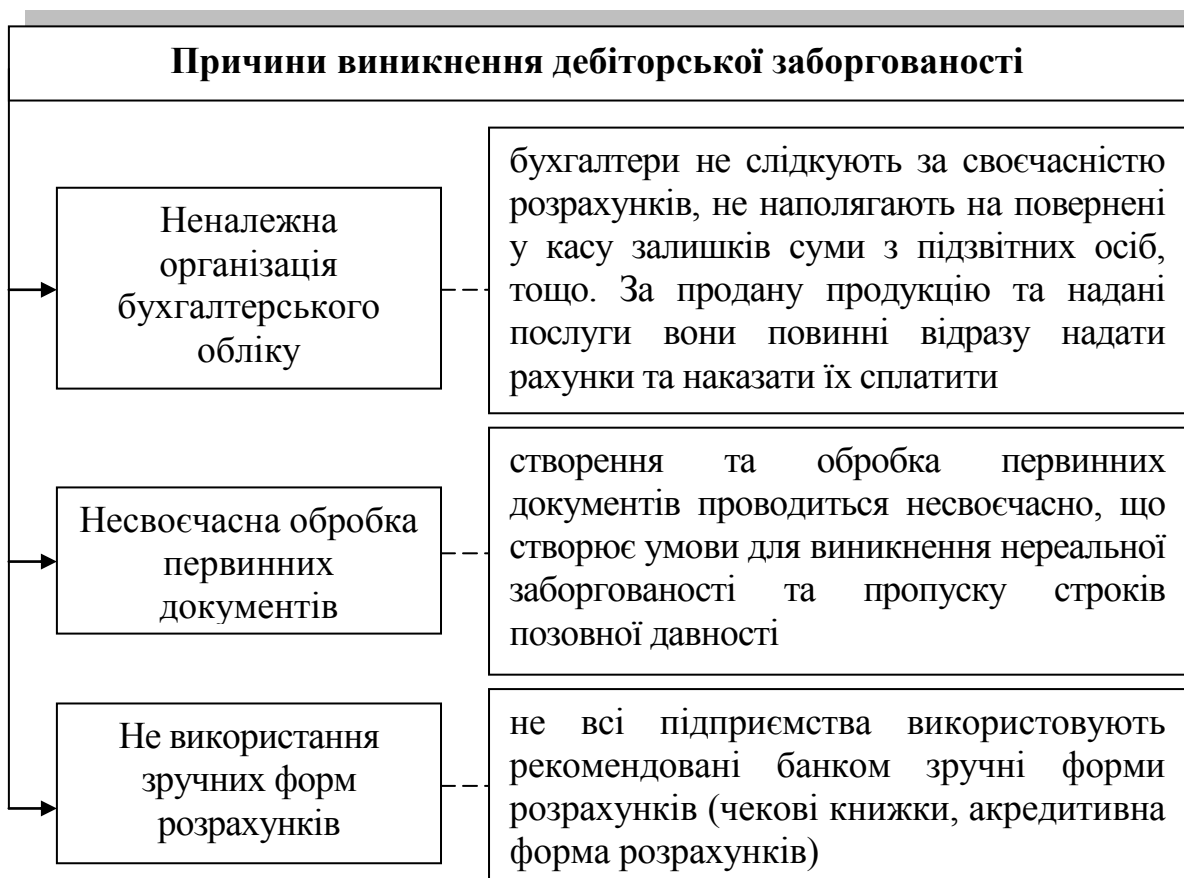 Причини виникнення дебіторської заборгованості
Неналежна
організація
бухгалтерського
обліку
бухгалтери не слідкують за своєчасністю
розрахунків, не наполягають на повернені
у касу залишків суми з підзвітних осіб,
тощо. За продану продукцію та надані
послуги вони повинні відразу надати
рахунки та наказати їх сплатити
Несвоєчасна обробка
первинних
документів
створення та обробка первинних
документів проводиться несвоєчасно, що
створює умови для виникнення нереальної
заборгованості та пропуску строків
позовної давності
Не використання
зручних форм
розрахунків
не всі підприємства використовують
рекомендовані банком зручні форми
розрахунків (чекові книжки, акредитивна
форма розрахунків)